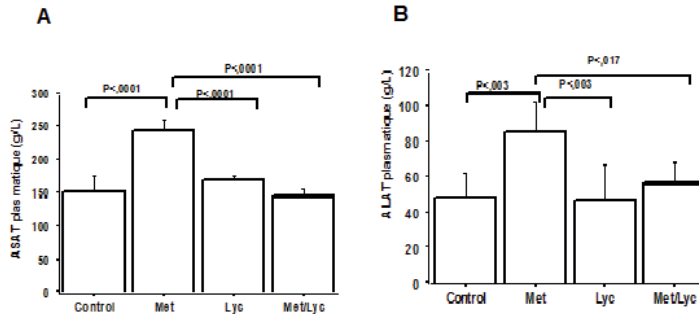 A
P<,0001
P<,0001
P<,0001
ASAT plasmatique (g/L)
300
250
200
150
100
50
0
Control Met Lyc Met/Lyc
B
P<,017
P<,003
P<,003
ALAT plasmatique (g/L)
120
100
80
60
40
20
0
Control Met Lyc Met/Lyc